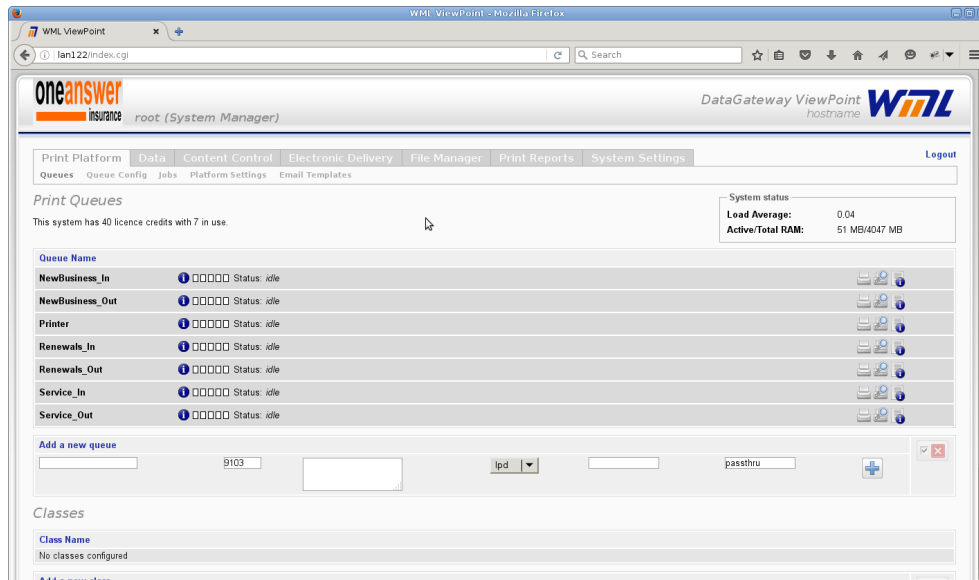 WML ViewPoint - Mozilla Firefox
WML ViewPoint
lan122/index.cgi
Search
oneanswer
insurance
root (System Manager)
DataGateway ViewPoint
hostname
WML
Print Platform Data Content Control Electronic Delivery File Manager Print Reports System Settings
Logout
Queues Queue Config Jobs Platform Settings Email Templates
Print Queues
This system has 40 licence credits with 7 in use.
System status
Load Average: 0.04
Active/Total RAM: 51 MB/4047 MB
Queue Name
NewBusiness_In Status: idle
NewBusiness_Out Status: idle
Printer Status: idle
Renewals_In Status: idle
Renewals_Out Status: idle
Service_In Status: idle
Service_Out Status: idle
Add a new queue
9103 lpd passthru
Classes
Class Name
No classes configured
Add a new class